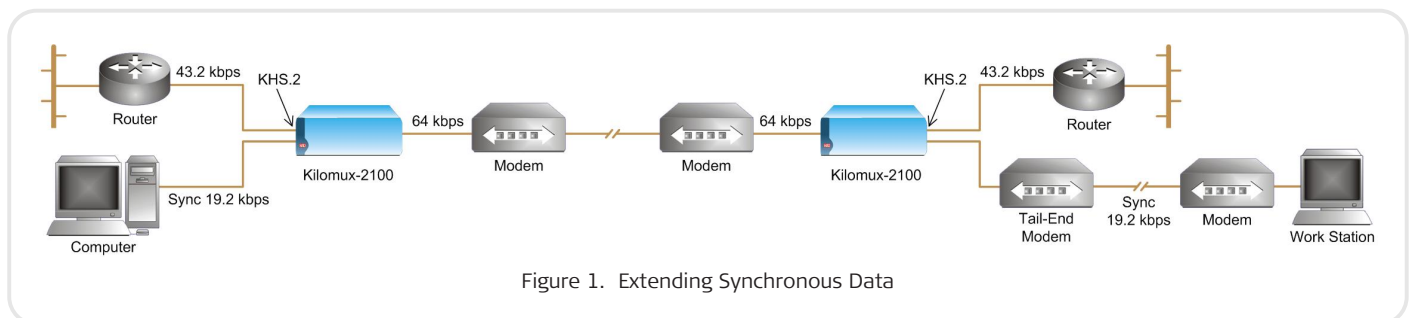 Router
43.2 kbps
KHS.2
Computer
Sync 19.2 kbps
Kilomux-2100
64 kbps
Modem
Modem
64 kbps
Kilomux-2100
KHS.2
43.2 kbps
Router
Tail-End
Modem
Sync
19.2 kbps
Modem
Work Station
Figure 1. Extending Synchronous Data